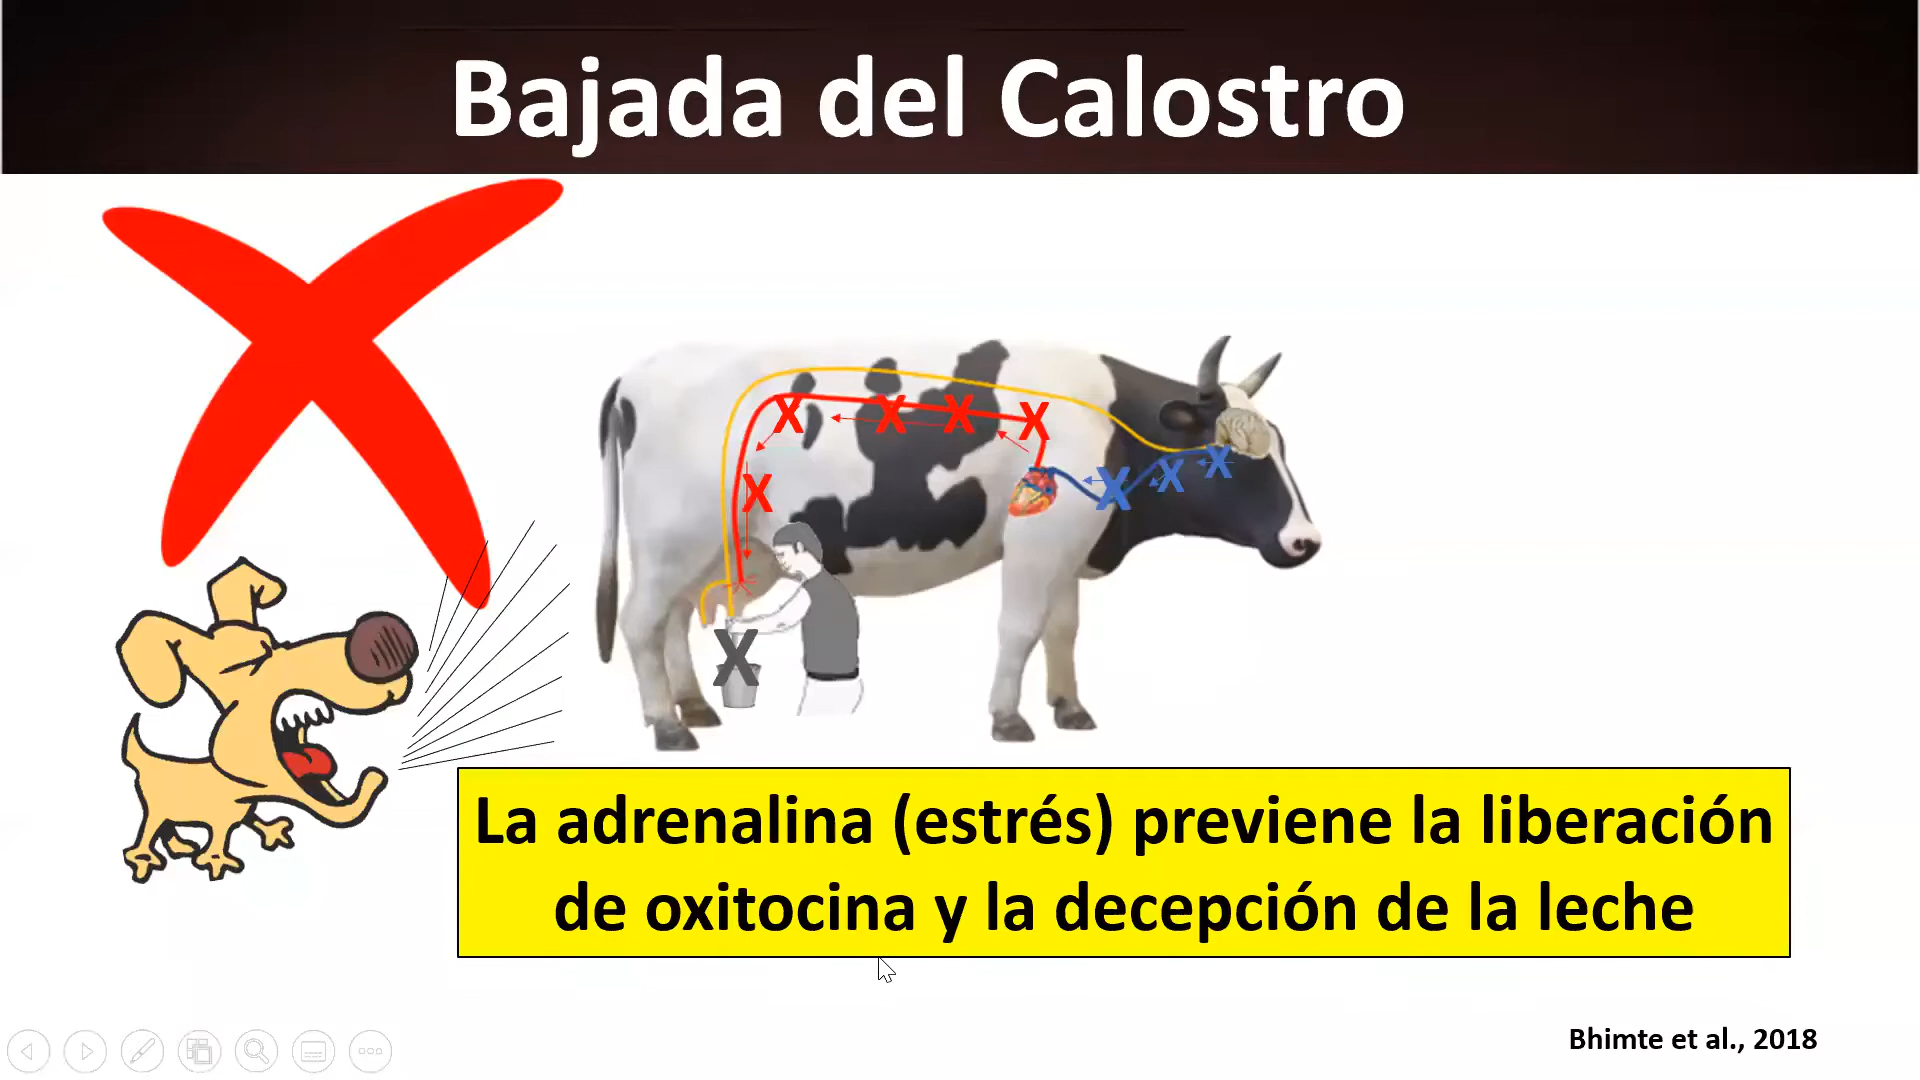 Bajada del Calostro
X X X X
X X X
X
X
La adrenalina (estrés) previene la liberación
de oxitocina y la decepción de la leche
Bhimte et al., 2018